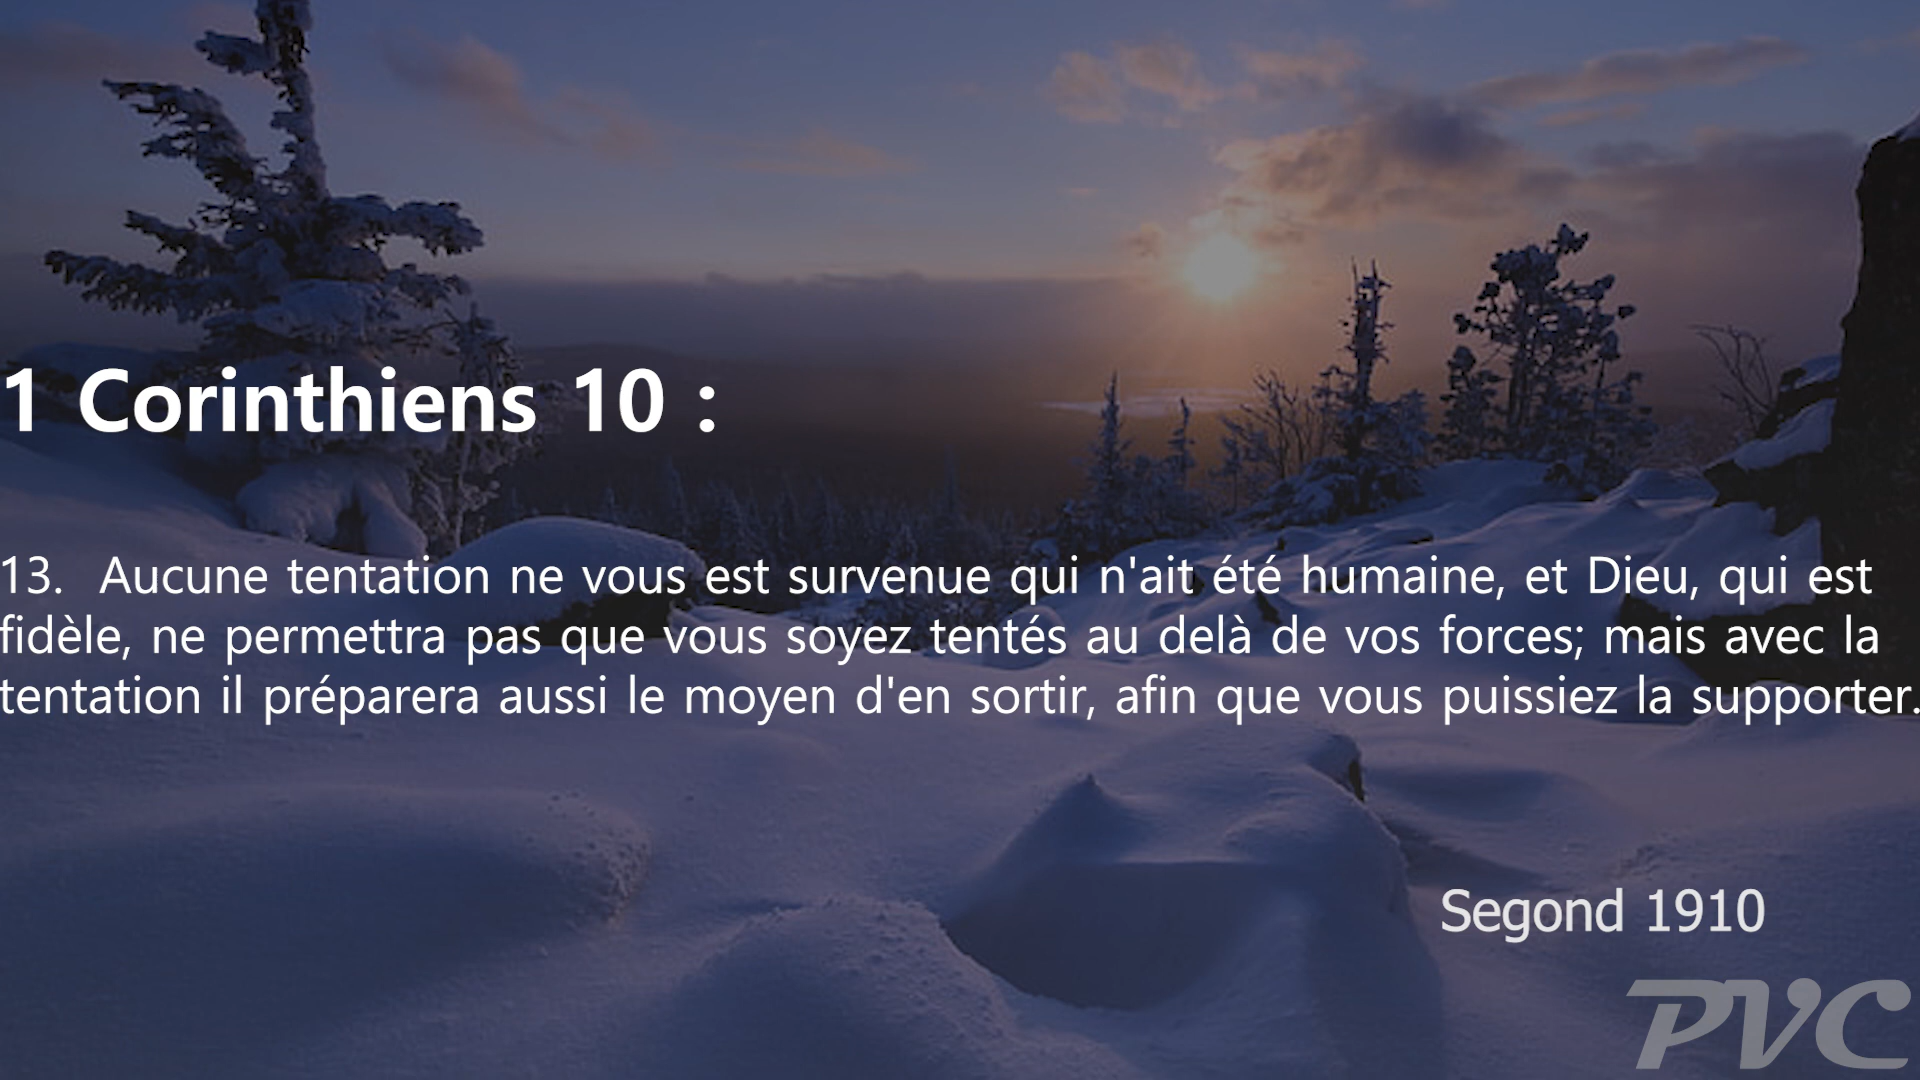 1 Corinthiens 10 :
13.  Aucune tentation ne vous est survenue qui n'ait été humaine, et Dieu, qui est
fidèle, ne permettra pas que vous soyez tentés au delà de vos forces; mais avec la
tentation il préparera aussi le moyen d'en sortir, afin que vous puissiez la supporter.
Segond 1910
PVC